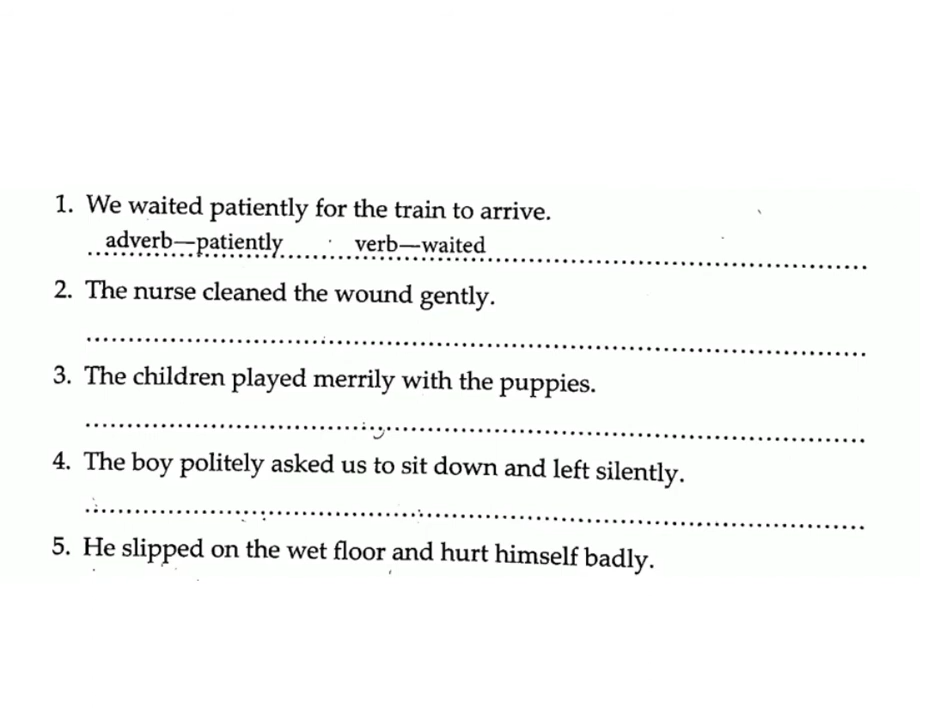 1. We waited patiently for the train to arrive.
adverb—patiently verb—waited
2. The nurse cleaned the wound gently.
3. The children played merrily with the puppies.
4. The boy politely asked us to sit down and left silently.
5. He slipped on the wet floor and hurt himself badly.